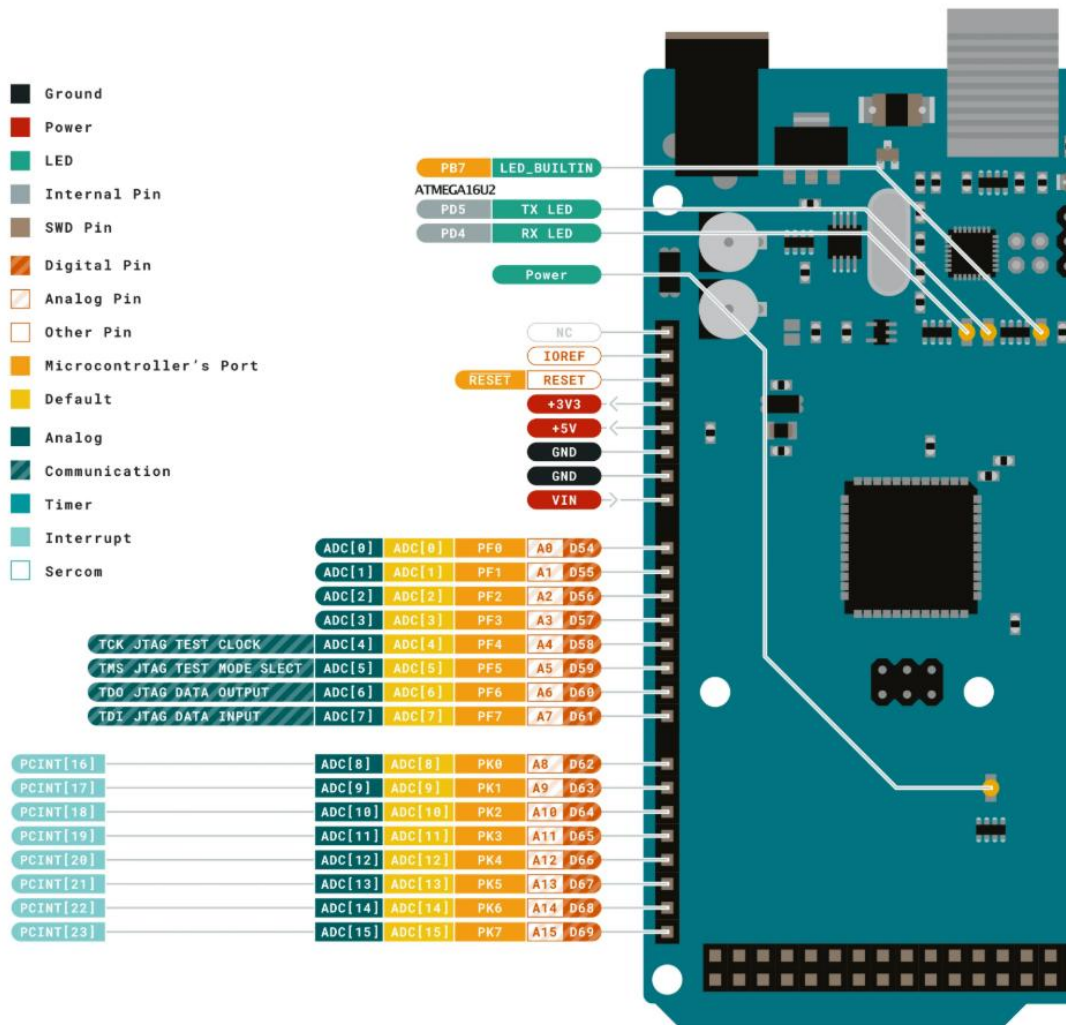 Ground
Power
LED
Internal Pin
SWD Pin
Digital Pin
Analog Pin
Other Pin
Microcontroller's Port
Default
Analog
Communication
Timer
Interrupt
Sercom
PB7 LED_BUILTIN
ATMEGA16U2
PD5 TX LED
PD4 RX LED
Power
NC
IOREF
RESET RESET
+3V3
+5V
GND
GND
VIN
ADC[0] ADC[0] PF0 A0 D54
ADC[1] ADC[1] PF1 A1 D55
ADC[2] ADC[2] PF2 A2 D56
ADC[3] ADC[3] PF3 A3 D57
TCK JTAG TEST CLOCK ADC[4] ADC[4] PF4 A4 D58
TMS JTAG TEST MODE SLECT ADC[5] ADC[5] PF5 A5 D59
TDO JTAG DATA OUTPUT ADC[6] ADC[6] PF6 A6 D60
TDI JTAG DATA INPUT ADC[7] ADC[7] PF7 A7 D61
PCINT[16] ADC[8] ADC[8] PK0 A8 D62
PCINT[17] ADC[9] ADC[9] PK1 A9 D63
PCINT[18] ADC[10] ADC[10] PK2 A10 D64
PCINT[19] ADC[11] ADC[11] PK3 A11 D65
PCINT[20] ADC[12] ADC[12] PK4 A12 D66
PCINT[21] ADC[13] ADC[13] PK5 A13 D67
PCINT[22] ADC[14] ADC[14] PK6 A14 D68
PCINT[23] ADC[15] ADC[15] PK7 A15 D69